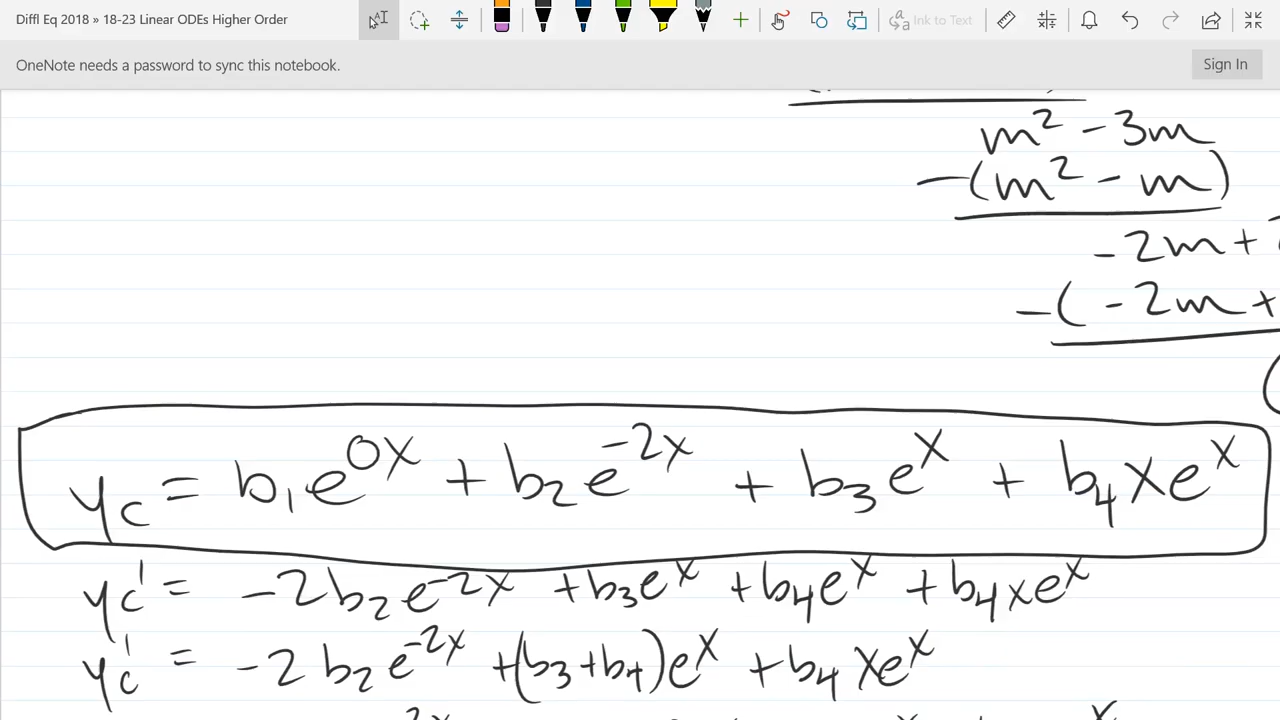 Diffl Eq 2018 » 18-23 Linear ODEs Higher Order
Ink to Text
OneNote needs a password to sync this notebook.
Sign In
m² - 3m
-(m² - m)
-2m +
-( -2m +
y_c = b₁e^{0x} + b₂e^{-2x} + b₃e^{x} + b₄xe^{x}
y_c' = -2b₂e^{-2x} + b₃e^{x} + b₄e^{x} + b₄xe^{x}
y_c' = -2b₂e^{-2x} + (b₃+b₄)e^{x} + b₄xe^{x}